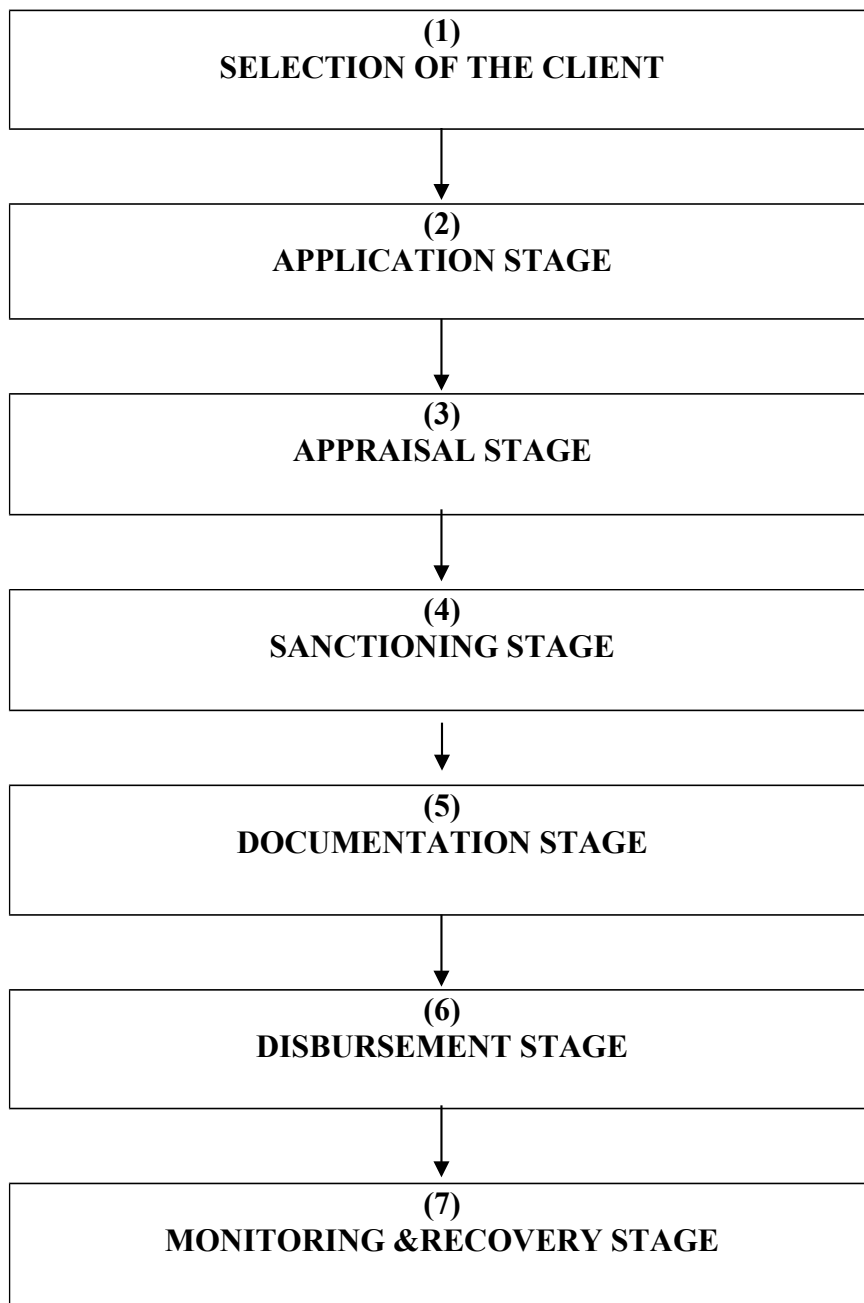 (1)
SELECTION OF THE CLIENT
(2)
APPLICATION STAGE
(3)
APPRAISAL STAGE
(4)
SANCTIONING STAGE
(5)
DOCUMENTATION STAGE
(6)
DISBURSEMENT STAGE
(7)
MONITORING &RECOVERY STAGE